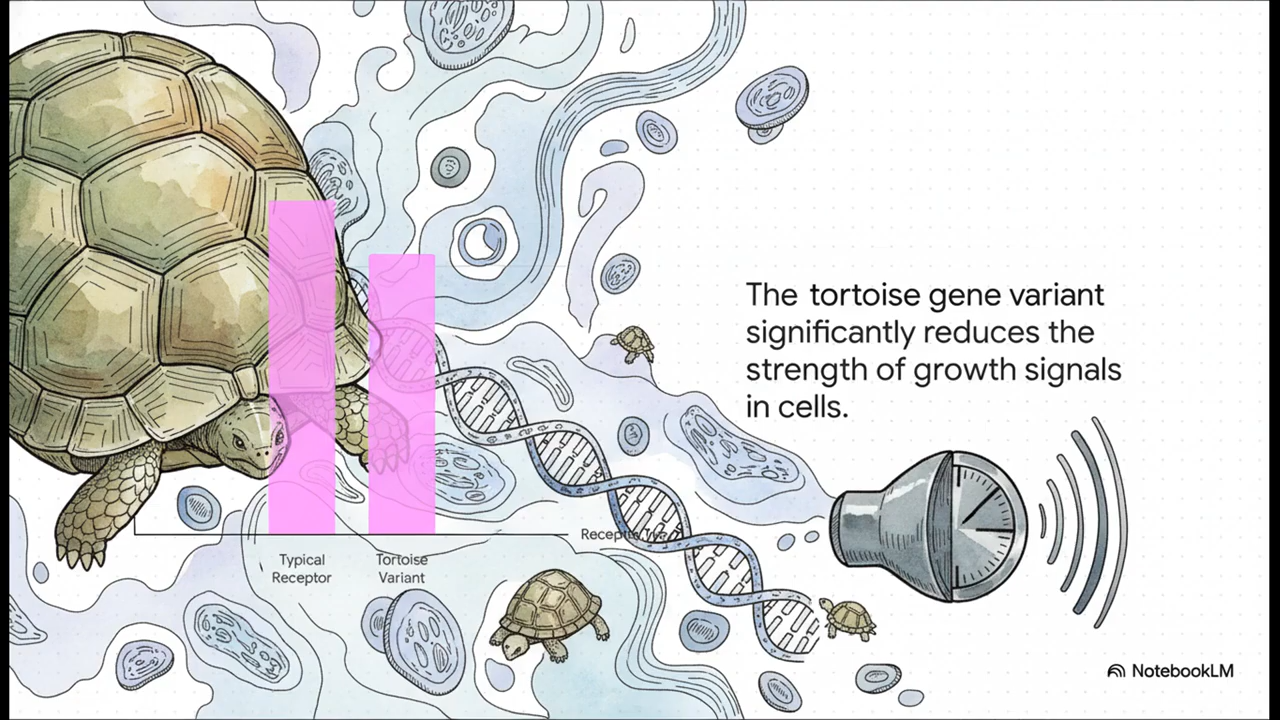 The tortoise gene variant
significantly reduces the
strength of growth signals
in cells.
Typical
Receptor
Tortoise
Variant
NotebookLM